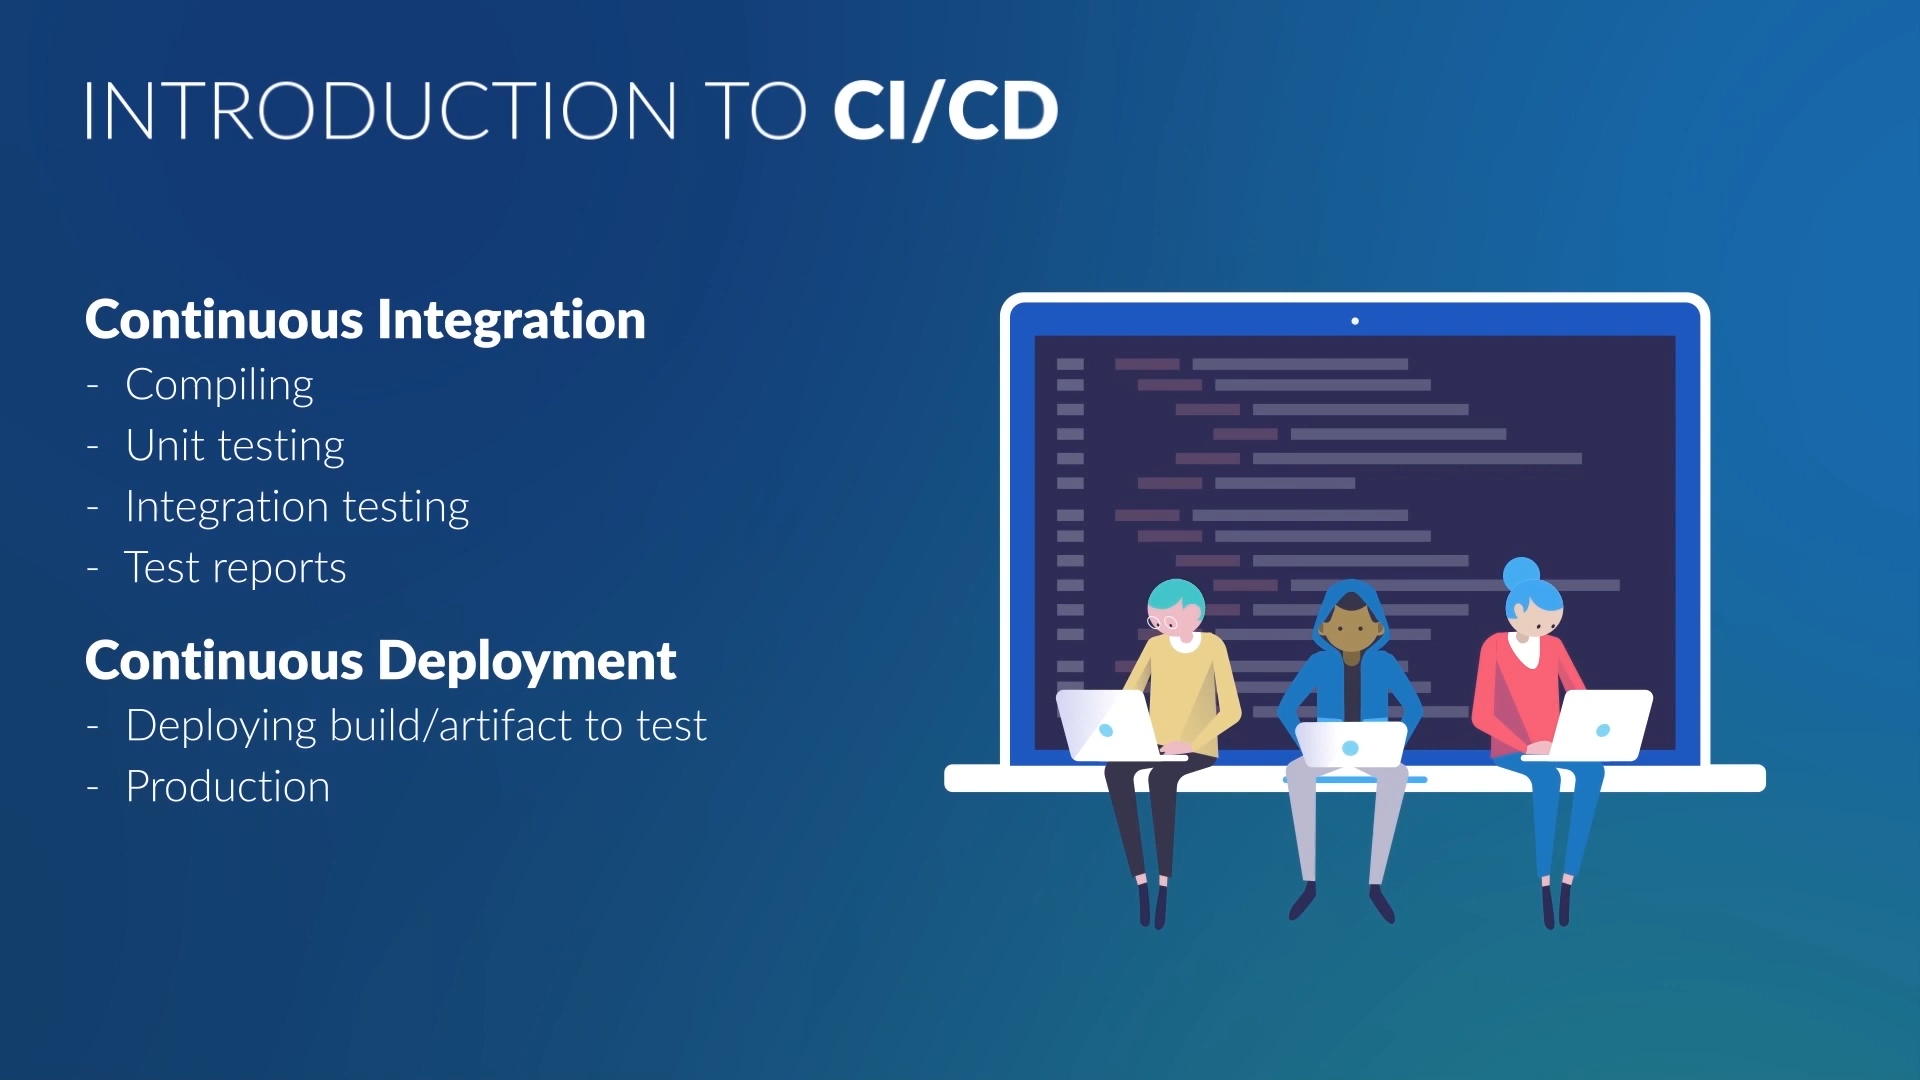 INTRODUCTION TO CI/CD
Continuous Integration
- Compiling
- Unit testing
- Integration testing
- Test reports
Continuous Deployment
- Deploying build/artifact to test
- Production